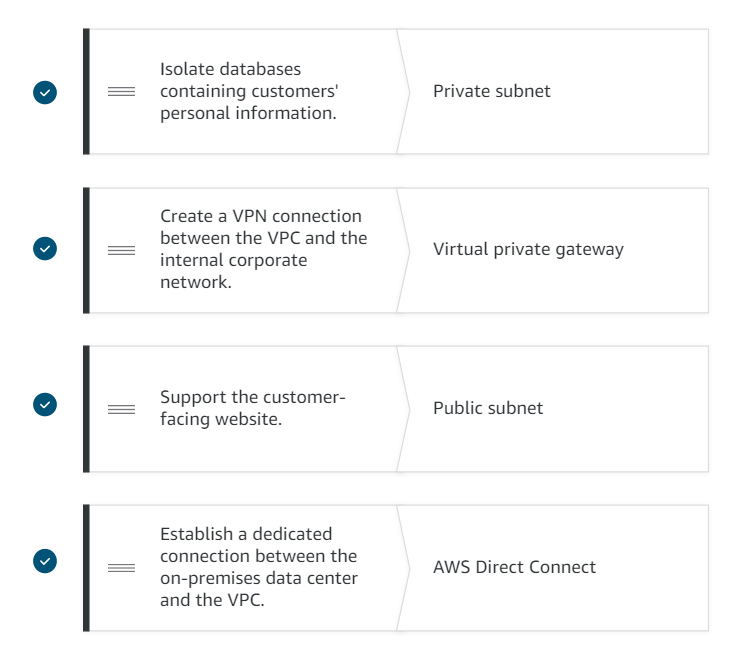 Isolate databases
containing customers'
personal information.
Private subnet
Create a VPN connection
between the VPC and the
internal corporate
network.
Virtual private gateway
Support the customer-
facing website.
Public subnet
Establish a dedicated
connection between the
on-premises data center
and the VPC.
AWS Direct Connect